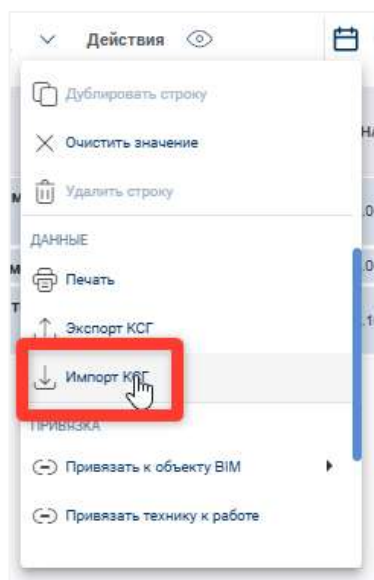 Действия
Дублировать строку
Очистить значение
Удалить строку
ДАННЫЕ
Печать
Экспорт КСГ
Импорт КСГ
ПРИВЯЗКА
Привязать к объекту BIM
Привязать технику к работе